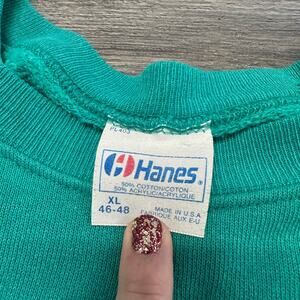 Hanes®
50% COTTON/COTON
50% ACRYLIC/ACRYLIQUE
XL
46-48
MADE IN U.S.A
FABRIQUE AUX E-U